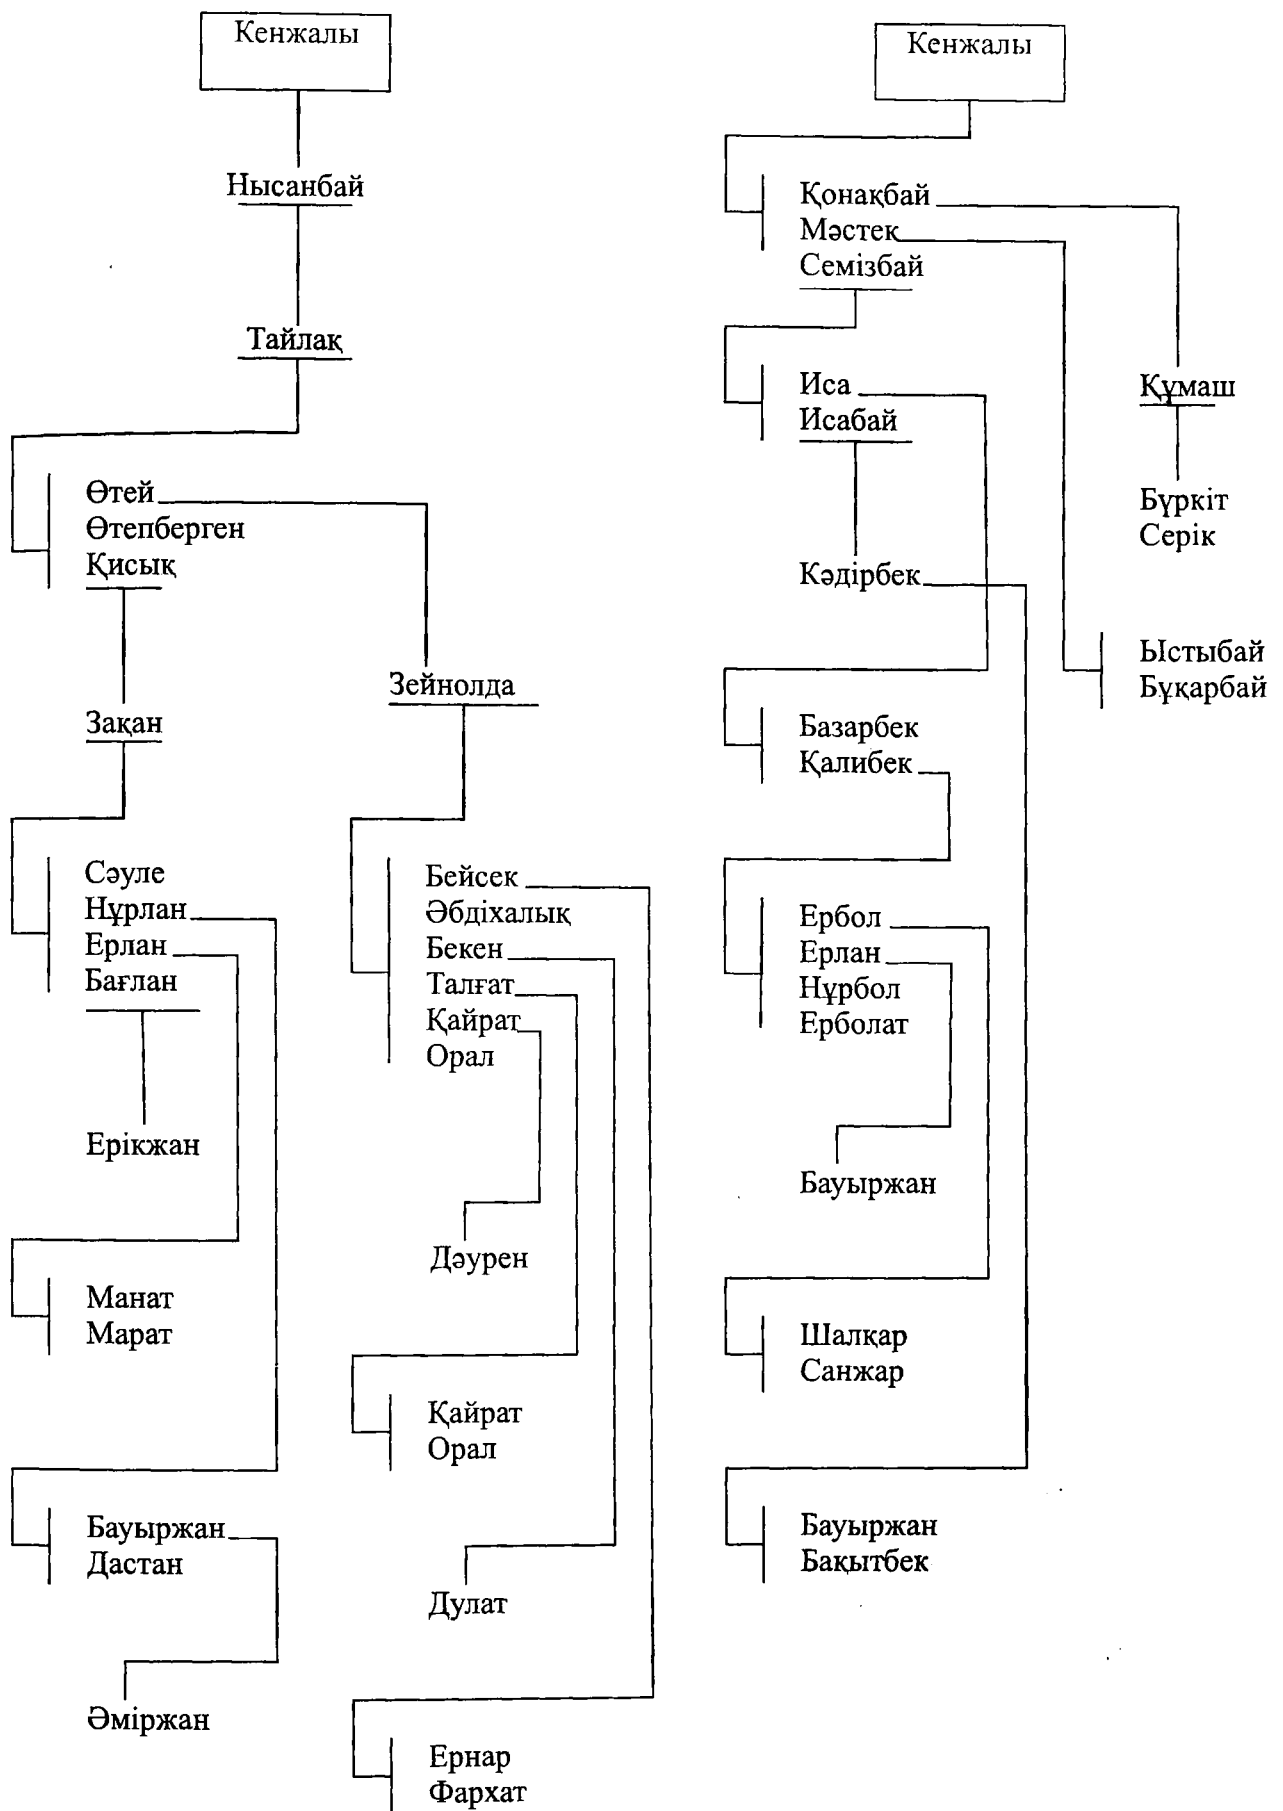 Кенжалы
Нысанбай
Тайлақ
Өтей
Өтепберген
Қисық
Зақан
Зейнолда
Сәуле
Нұрлан
Ерлан
Бағлан
Ерікжан
Манат
Марат
Бауыржан
Дастан
Әміржан
Бейсек
Әбдіхалық
Бекен
Талғат
Қайрат
Орал
Дәурен
Қайрат
Орал
Дулат
Ернар
Фархат
Кенжалы
Қонақбай
Мәстек
Семізбай
Иса
Исабай
Кәдірбек
Құмаш
Бүркіт
Серік
Ыстыбай
Бұқарбай
Базарбек
Қалибек
Ербол
Ерлан
Нұрбол
Ерболат
Бауыржан
Шалқар
Санжар
Бауыржан
Бақытбек